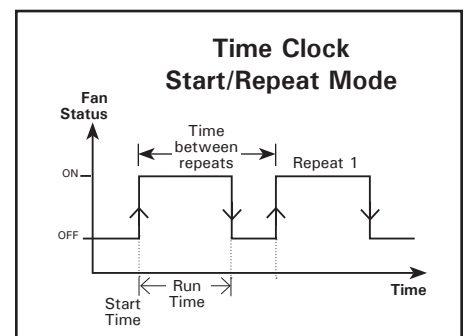 Time Clock
Start/Repeat Mode
Fan
Status
Time
between
repeats
Repeat 1
ON
OFF
Run
Time
Start
Time
Time